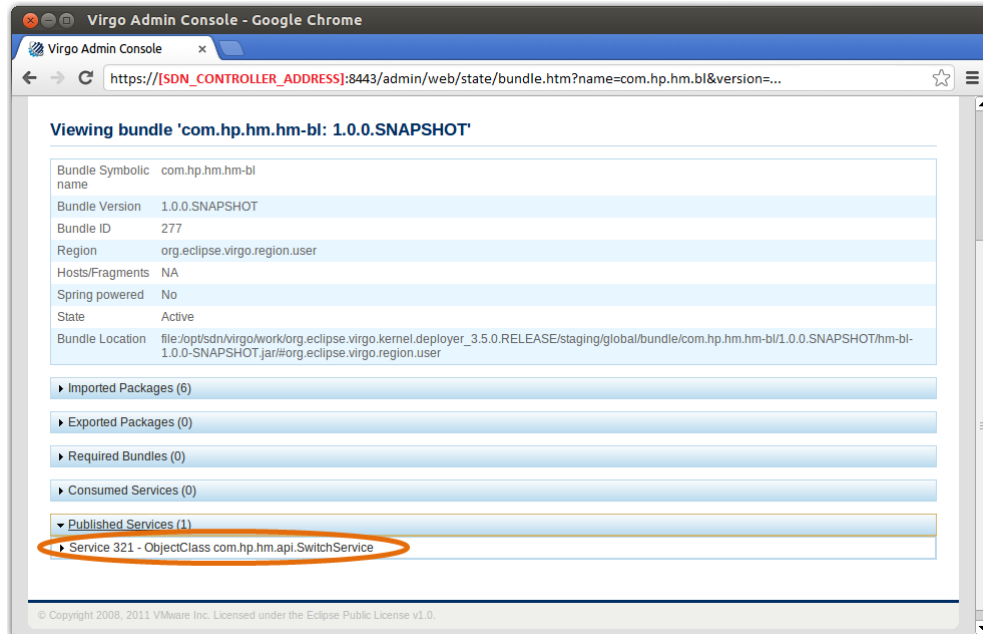 Virgo Admin Console - Google Chrome
Virgo Admin Console
https://[SDN_CONTROLLER_ADDRESS]:8443/admin/web/state/bundle.htm?name=com.hp.hm.bl&version=...
Viewing bundle 'com.hp.hm.hm-bl: 1.0.0.SNAPSHOT'
Bundle Symbolic com.hp.hm.hm-bl
name
Bundle Version 1.0.0.SNAPSHOT
Bundle ID 277
Region org.eclipse.virgo.region.user
Hosts/Fragments NA
Spring powered No
State Active
Bundle Location file:/opt/sdn/virgo/work/org.eclipse.virgo.kernel.deployer_3.5.0.RELEASE/staging/global/bundle/com.hp.hm.hm-bl/1.0.0.SNAPSHOT/hm-bl-
1.0.0-SNAPSHOT.jar/#org.eclipse.virgo.region.user
Imported Packages (6)
Exported Packages (0)
Required Bundles (0)
Consumed Services (0)
Published Services (1)
Service 321 - ObjectClass com.hp.hm.api.SwitchService
© Copyright 2008, 2011 VMware Inc. Licensed under the Eclipse Public License v1.0.